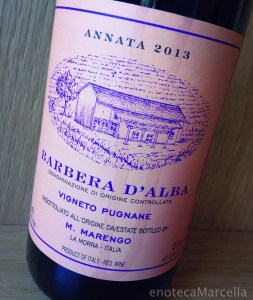 ANNATA 2013
BARBERA D'ALBA
DENOMINAZIONE DI ORIGINE CONTROLLATA
VIGNETO PUGNANE
IMBOTTIGLIATO ALL'ORIGINE DA/ESTATE BOTTLED BY
M. MARENGO
LA MORRA - ITALIA
PRODUCT OF ITALY - RED WINE
enotecaMarcella